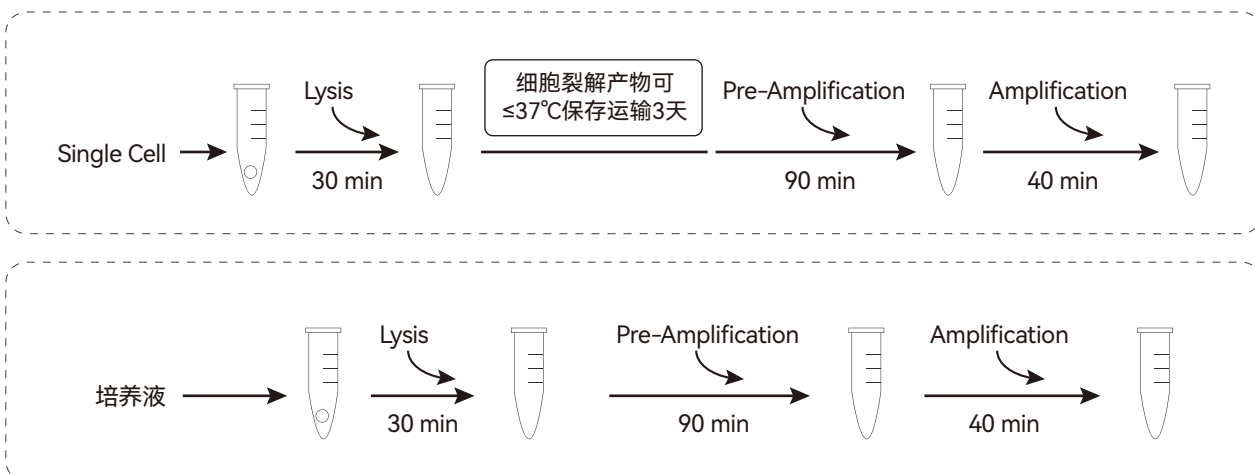 细胞裂解产物可
≤37℃保存运输3天
Lysis
Pre-Amplification
Amplification
Single Cell
30 min
90 min
40 min
Lysis
Pre-Amplification
Amplification
培养液
30 min
90 min
40 min